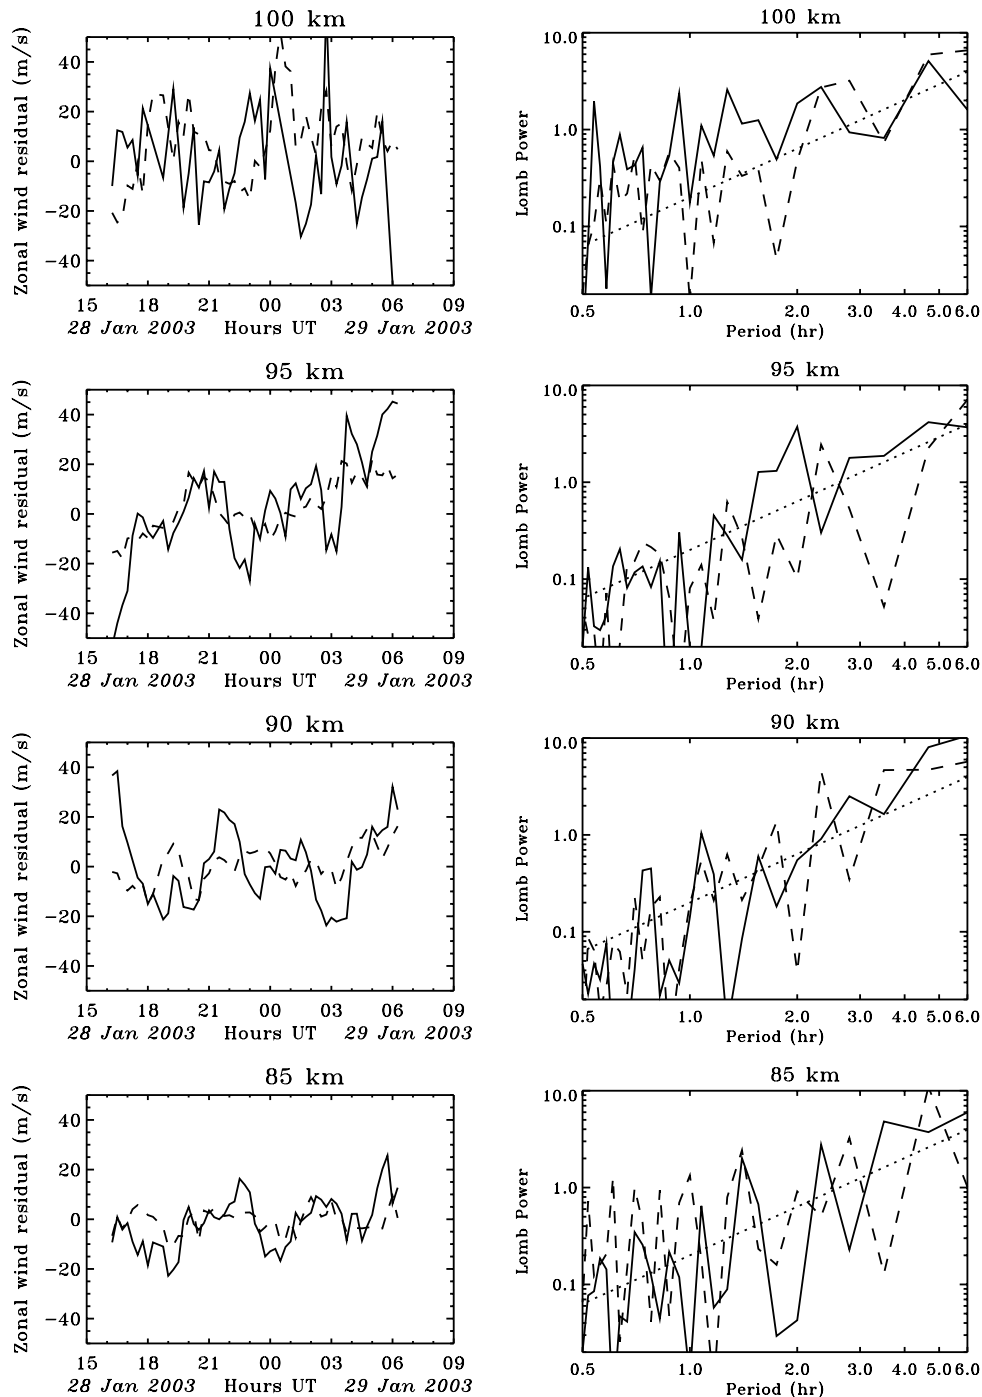 100 km
Zonal wind residual (m/s)
40
20
0
−20
−40
15 18 21 00 03 06 09
28 Jan 2003 Hours UT 29 Jan 2003
100 km
Lomb Power
10.0
1.0
0.1
0.5 1.0 2.0 3.0 4.0 5.0 6.0
Period (hr)
95 km
Zonal wind residual (m/s)
40
20
0
−20
−40
15 18 21 00 03 06 09
28 Jan 2003 Hours UT 29 Jan 2003
95 km
Lomb Power
10.0
1.0
0.1
0.5 1.0 2.0 3.0 4.0 5.0 6.0
Period (hr)
90 km
Zonal wind residual (m/s)
40
20
0
−20
−40
15 18 21 00 03 06 09
28 Jan 2003 Hours UT 29 Jan 2003
90 km
Lomb Power
10.0
1.0
0.1
0.5 1.0 2.0 3.0 4.0 5.0 6.0
Period (hr)
85 km
Zonal wind residual (m/s)
40
20
0
−20
−40
15 18 21 00 03 06 09
28 Jan 2003 Hours UT 29 Jan 2003
85 km
Lomb Power
10.0
1.0
0.1
0.5 1.0 2.0 3.0 4.0 5.0 6.0
Period (hr)